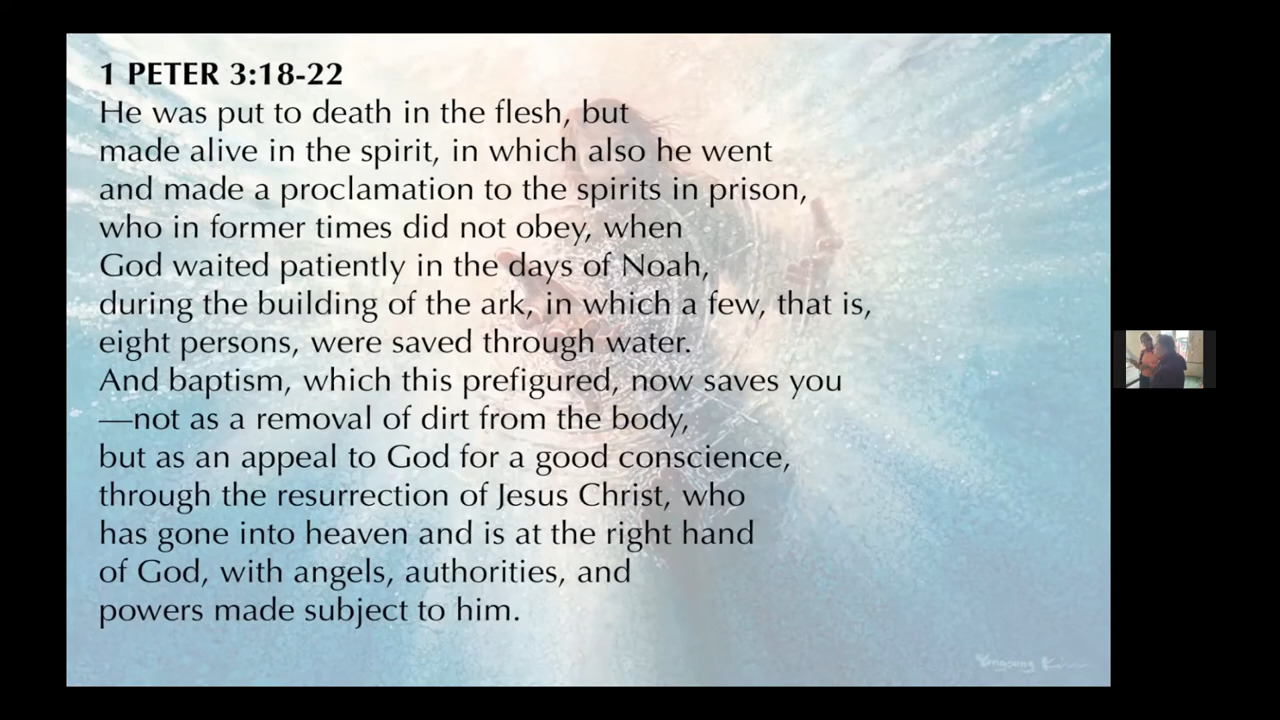 1 PETER 3:18-22
He was put to death in the flesh, but
made alive in the spirit, in which also he went
and made a proclamation to the spirits in prison,
who in former times did not obey, when
God waited patiently in the days of Noah,
during the building of the ark, in which a few, that is,
eight persons, were saved through water.
And baptism, which this prefigured, now saves you
—not as a removal of dirt from the body,
but as an appeal to God for a good conscience,
through the resurrection of Jesus Christ, who
has gone into heaven and is at the right hand
of God, with angels, authorities, and
powers made subject to him.
Yongsung Kim